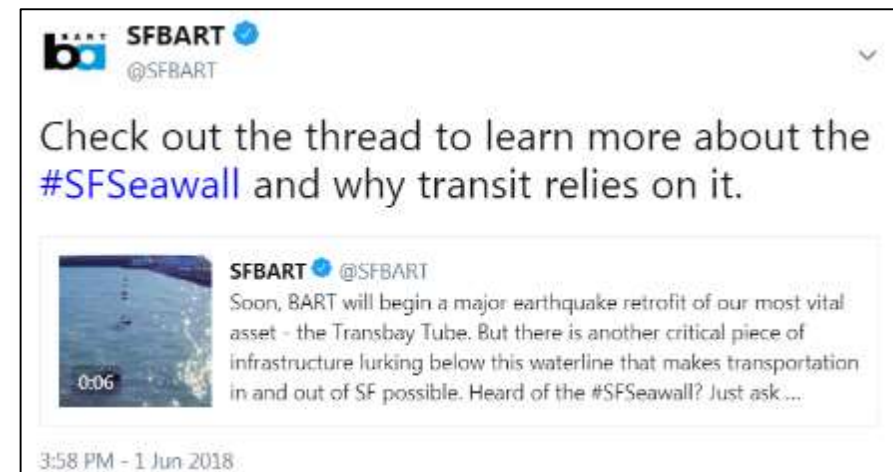 BART
ba
SFBART
@SFBART
Check out the thread to learn more about the
#SFSeawall and why transit relies on it.
SFBART @SFBART
Soon, BART will begin a major earthquake retrofit of our most vital
asset - the Transbay Tube. But there is another critical piece of
infrastructure lurking below this waterline that makes transportation
in and out of SF possible. Heard of the #SFSeawall? Just ask ...
0:06
3:58 PM - 1 Jun 2018